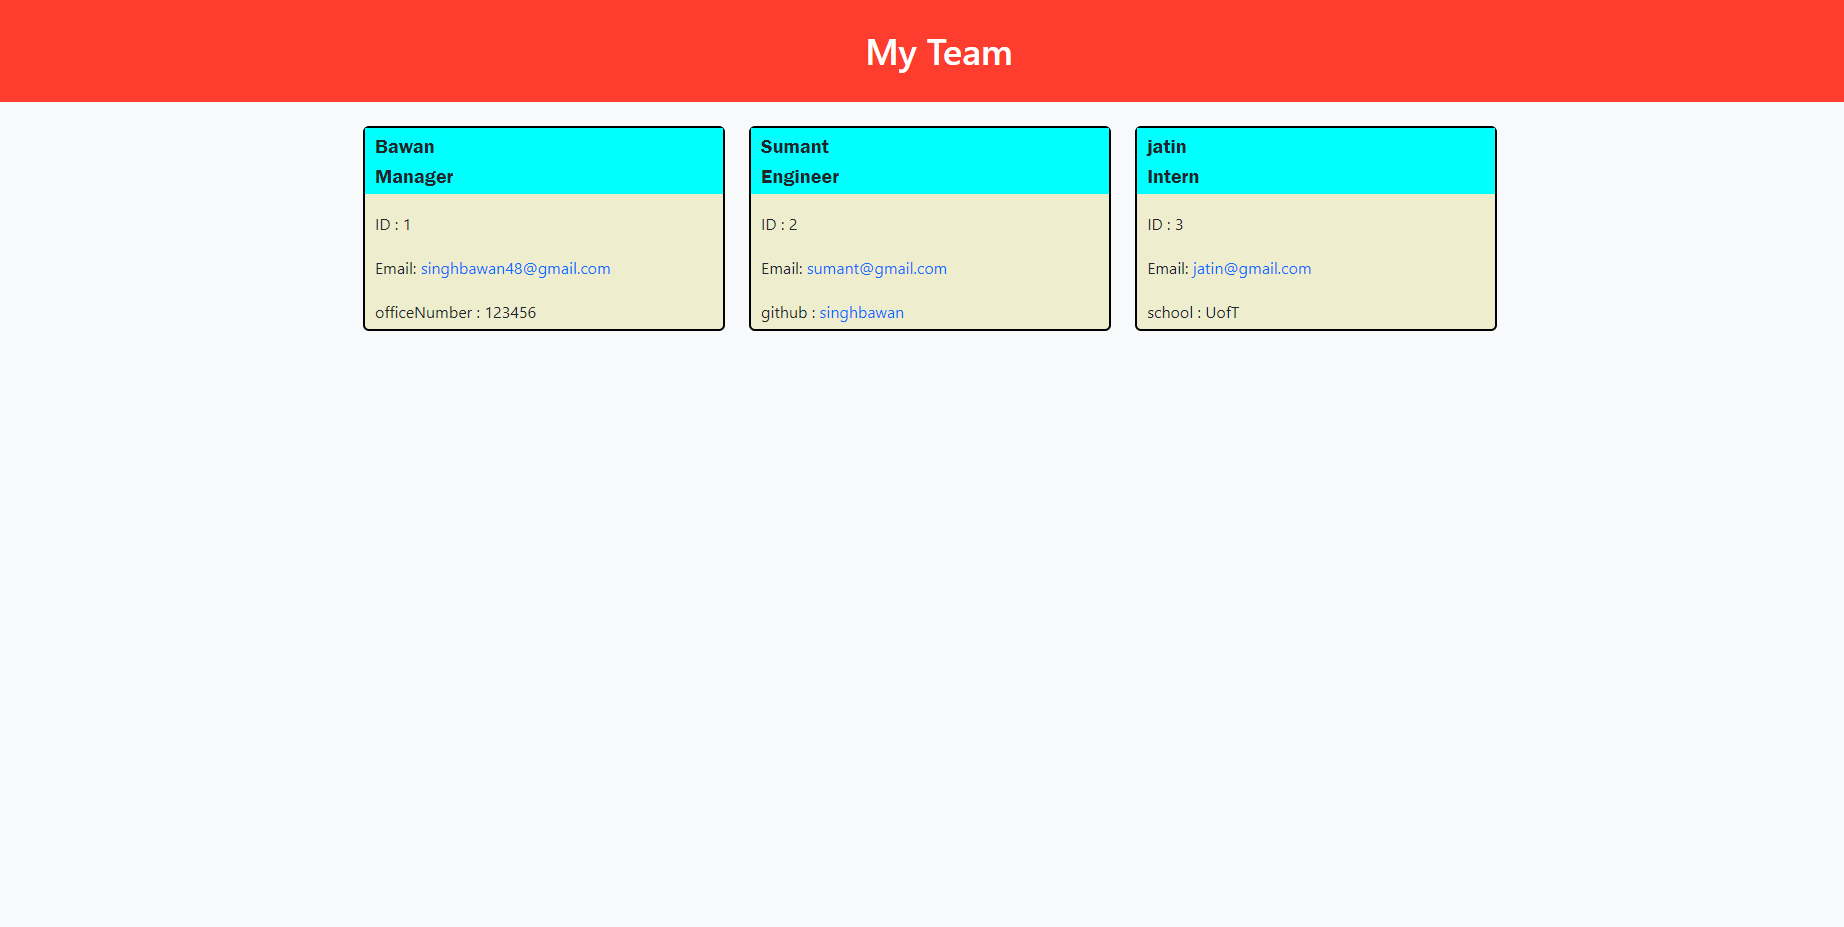 My Team
Bawan
Manager
ID : 1
Email: singhbawan48@gmail.com
officeNumber : 123456
Sumant
Engineer
ID : 2
Email: sumant@gmail.com
github : singhbawan
jatin
Intern
ID : 3
Email: jatin@gmail.com
school : UofT